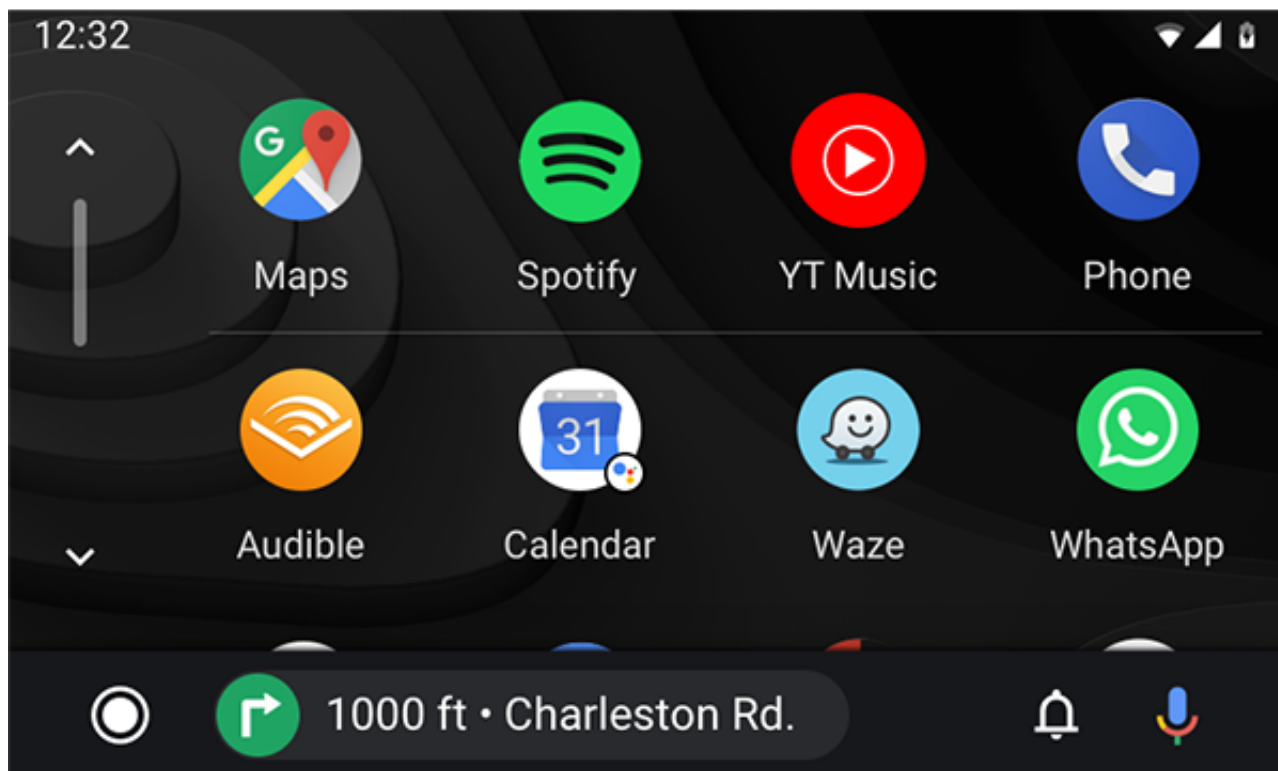 12:32
G
Maps Spotify YT Music Phone
31
Audible Calendar Waze WhatsApp
1000 ft • Charleston Rd.